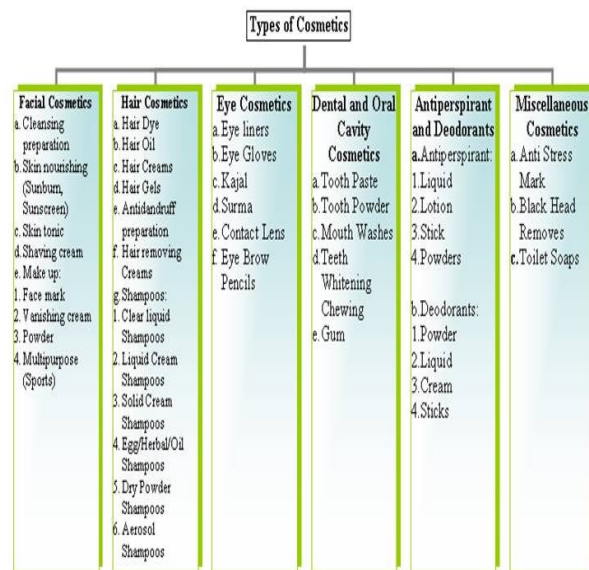 Types of Cosmetics
Facial Cosmetics
a. Cleansing
preparation
b. Skin nourishing
(Sunburn,
Sunscreen)
c. Skin tonic
d. Shaving cream
e. Make up:
1. Face mark
2. Vanishing cream
3. Powder
4. Multipurpose
(Sports)
Hair Cosmetics
a. Hair Dye
b. Hair Oil
c. Hair Creams
d. Hair Gels
e. Antidandruff
preparation
f. Hair removing
Creams
g. Shampoos:
1. Clear liquid
Shampoos
2. Liquid Cream
Shampoos
3. Solid Cream
Shampoos
4. Egg/Herbal/Oil
Shampoos
5. Dry Powder
Shampoos
6. Aerosol
Shampoos
Eye Cosmetics
a. Eye liners
b. Eye Gloves
c. Kajal
d. Surma
e. Contact Lens
f. Eye Brow
Pencils
Dental and Oral
Cavity
Cosmetics
a. Tooth Paste
b. Tooth Powder
c. Mouth Washes
d. Teeth
Whitening
Chewing
e. Gum
Antiperspirant
and Deodorants
a. Antiperspirant:
1. Liquid
2. Lotion
3. Stick
4. Powders
b. Deodorants:
1. Powder
2. Liquid
3. Cream
4. Sticks
Miscellaneous
Cosmetics
a. Anti Stress
Mark
b. Black Head
Removes
c. Toilet Soaps